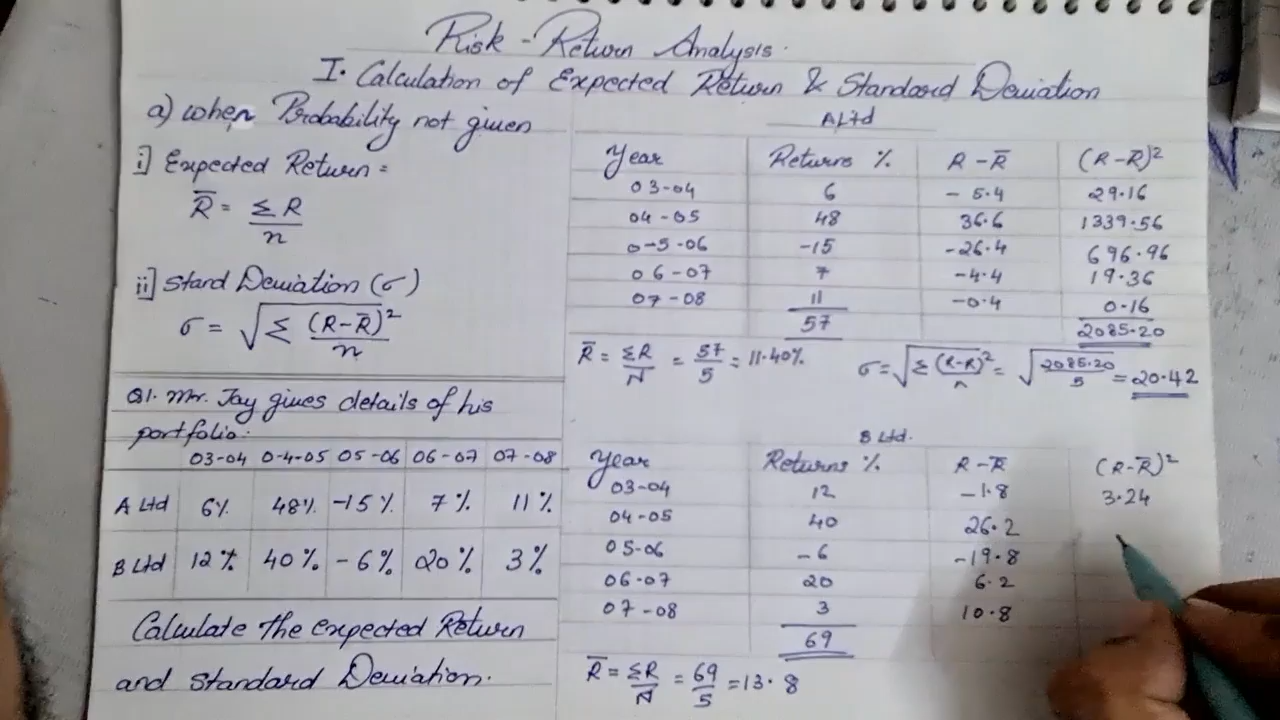 Risk - Return Analysis.
I. Calculation of Expected Return & Standard Deviation
a) when Probability not given
i] Expected Return =
R̅ = ΣR / n
ii] Stard Deviation (σ)
σ = √Σ (R-R̅)² / n
Q1. Mr. Jay gives details of his
portfolio:
03-04 0-4-05 05-06 06-07 07-08
A Ltd 6% 48% -15% 7% 11%
B Ltd 12% 40% -6% 20% 3%
Calculate the expected Return
and standard Deviation.
A Ltd
Year Returns % R-R̅ (R-R̅)²
03-04 6 -5.4 29.16
04-05 48 36.6 1339.56
0-5-06 -15 -26.4 696.96
06-07 7 -4.4 19.36
07-08 11 -0.4 0.16
57 2085.20
R̅ = ΣR / N = 57 / 5 = 11.40% σ = √Σ (R-R)² / n = √2085.20 / 5 = 20.42
B Ltd.
Year Returns % R-R̅ (R-R̅)²
03-04 12 -1.8 3.24
04-05 40 26.2
05-06 -6 -19.8
06-07 20 6.2
07-08 3 10.8
69
R̅ = ΣR / N = 69 / 5 = 13.8